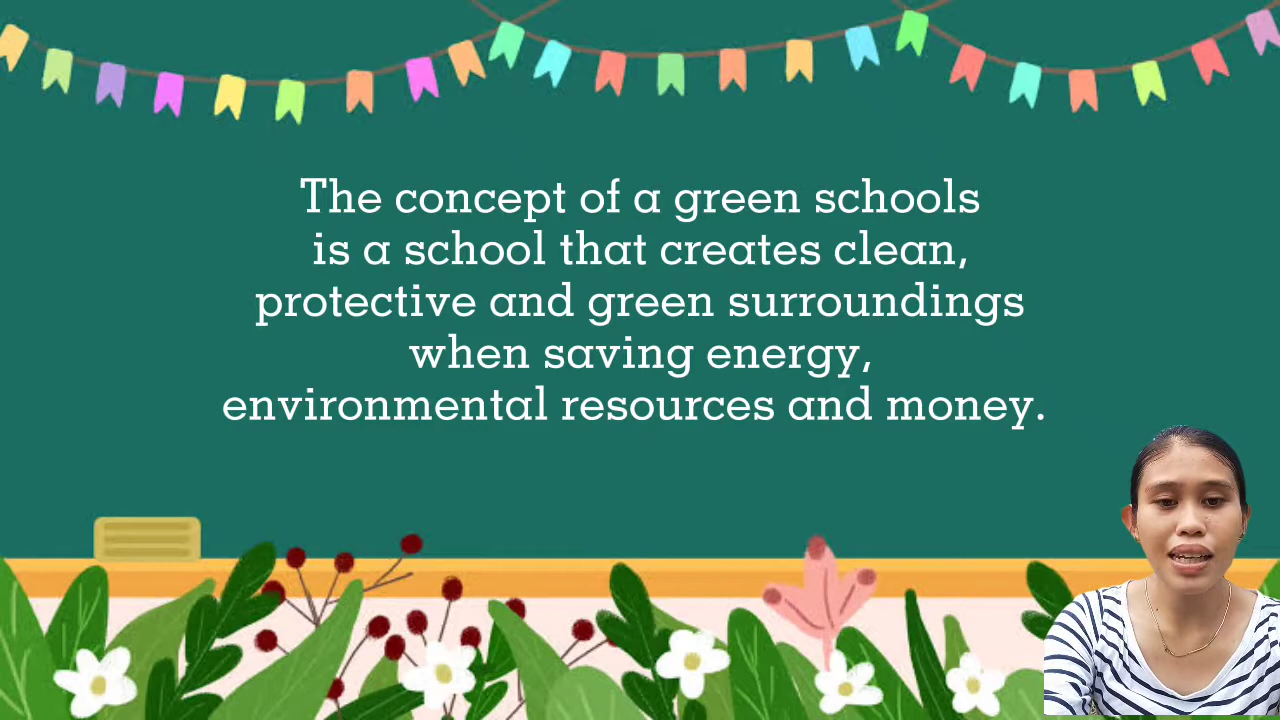 The concept of a green schools
is a school that creates clean,
protective and green surroundings
when saving energy,
environmental resources and money.